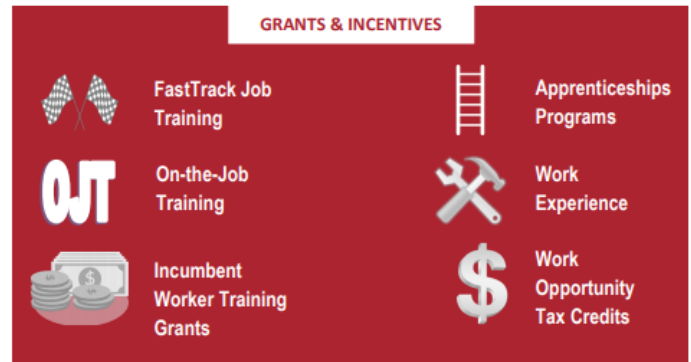 GRANTS & INCENTIVES
FastTrack Job
Training
OJT
On-the-Job
Training
$
Incumbent
Worker Training
Grants
Apprenticeships
Programs
Work
Experience
$
Work
Opportunity
Tax Credits